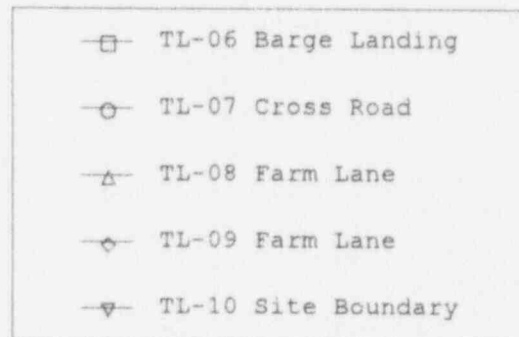 TL-06 Barge Landing
TL-07 Cross Road
TL-08 Farm Lane
TL-09 Farm Lane
TL-10 Site Boundary